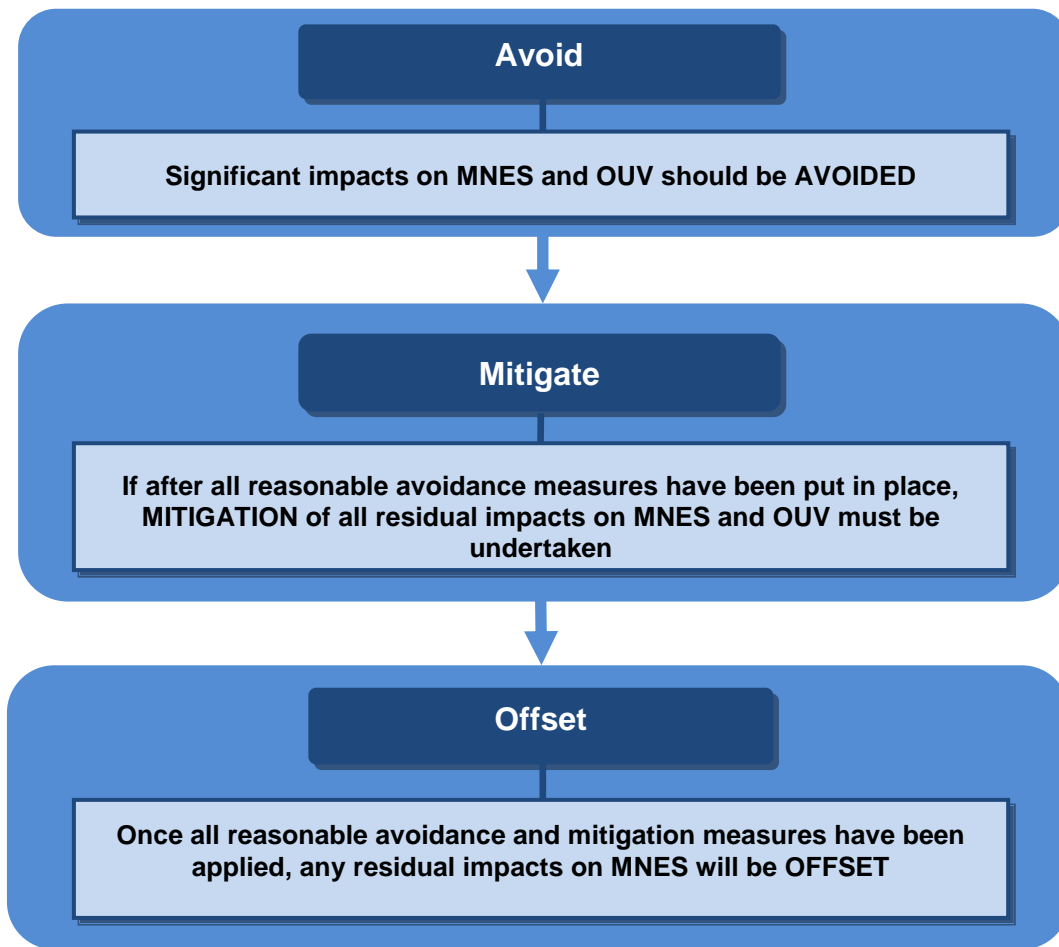 Avoid
Significant impacts on MNES and OUV should be AVOIDED
Mitigate
If after all reasonable avoidance measures have been put in place,
MITIGATION of all residual impacts on MNES and OUV must be
undertaken
Offset
Once all reasonable avoidance and mitigation measures have been
applied, any residual impacts on MNES will be OFFSET